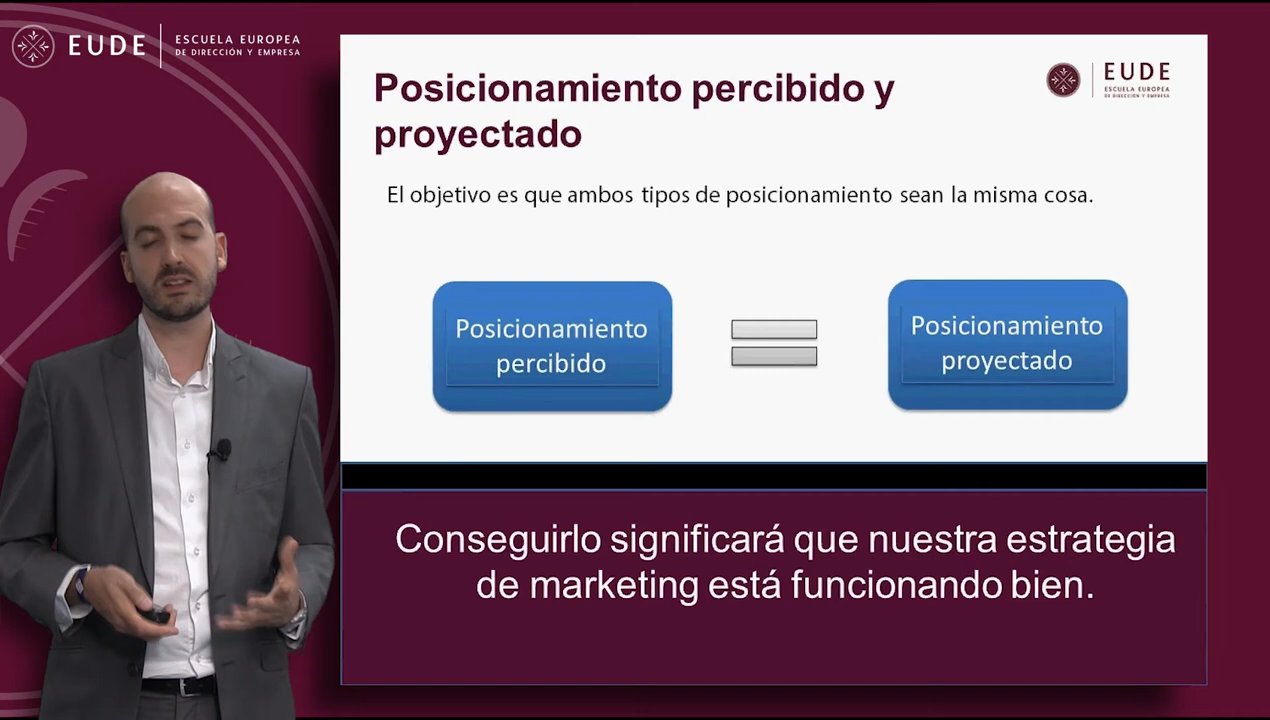 EUDE
ESCUELA EUROPEA
DE DIRECCIÓN Y EMPRESA
Posicionamiento percibido y
proyectado
EUDE
ESCUELA EUROPEA
DE DIRECCIÓN Y EMPRESA
El objetivo es que ambos tipos de posicionamiento sean la misma cosa.
Posicionamiento
percibido
Posicionamiento
proyectado
Conseguirlo significará que nuestra estrategia
de marketing está funcionando bien.